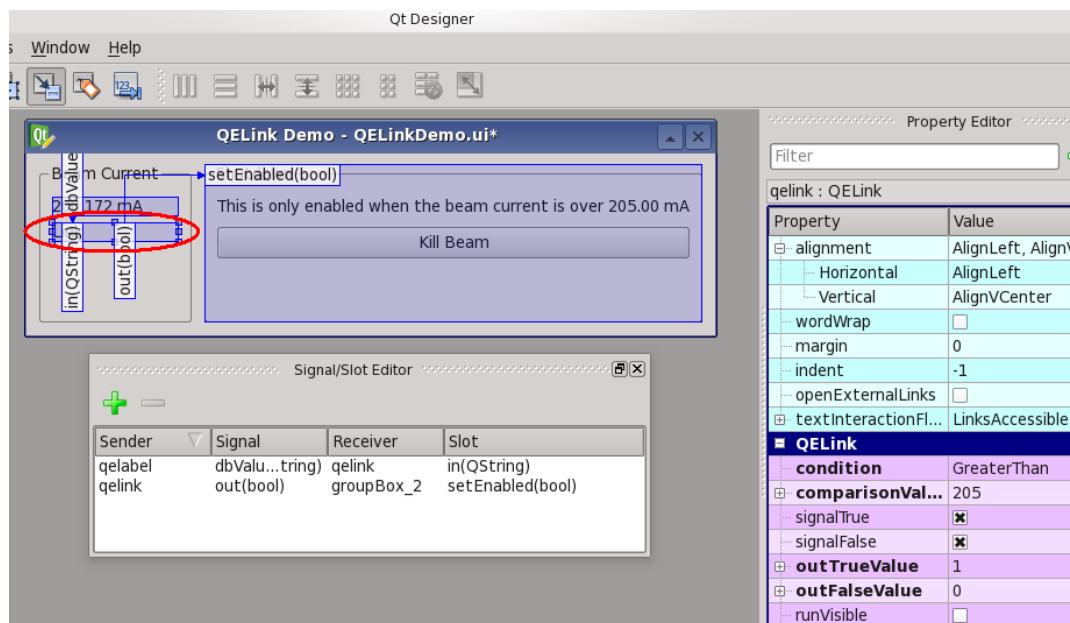 Qt Designer
s Window Help
123
Qt QELink Demo - QELinkDemo.ui*
dbValue
m Current
setEnabled(bool)
172 mA
This is only enabled when the beam current is over 205.00 mA
in(QString)
out(bool)
Kill Beam
Signal/Slot Editor
Sender Signal Receiver Slot
qelabel dbValu...tring) qelink in(QString)
qelink out(bool) groupBox_2 setEnabled(bool)
Property Editor
Filter
qelink : QELink
Property Value
alignment AlignLeft, AlignV
Horizontal AlignLeft
Vertical AlignVCenter
wordWrap
margin 0
indent -1
openExternalLinks
textInteractionFl... LinksAccessible
QELink
condition GreaterThan
comparisonVal... 205
signalTrue
signalFalse
outTrueValue 1
outFalseValue 0
runVisible